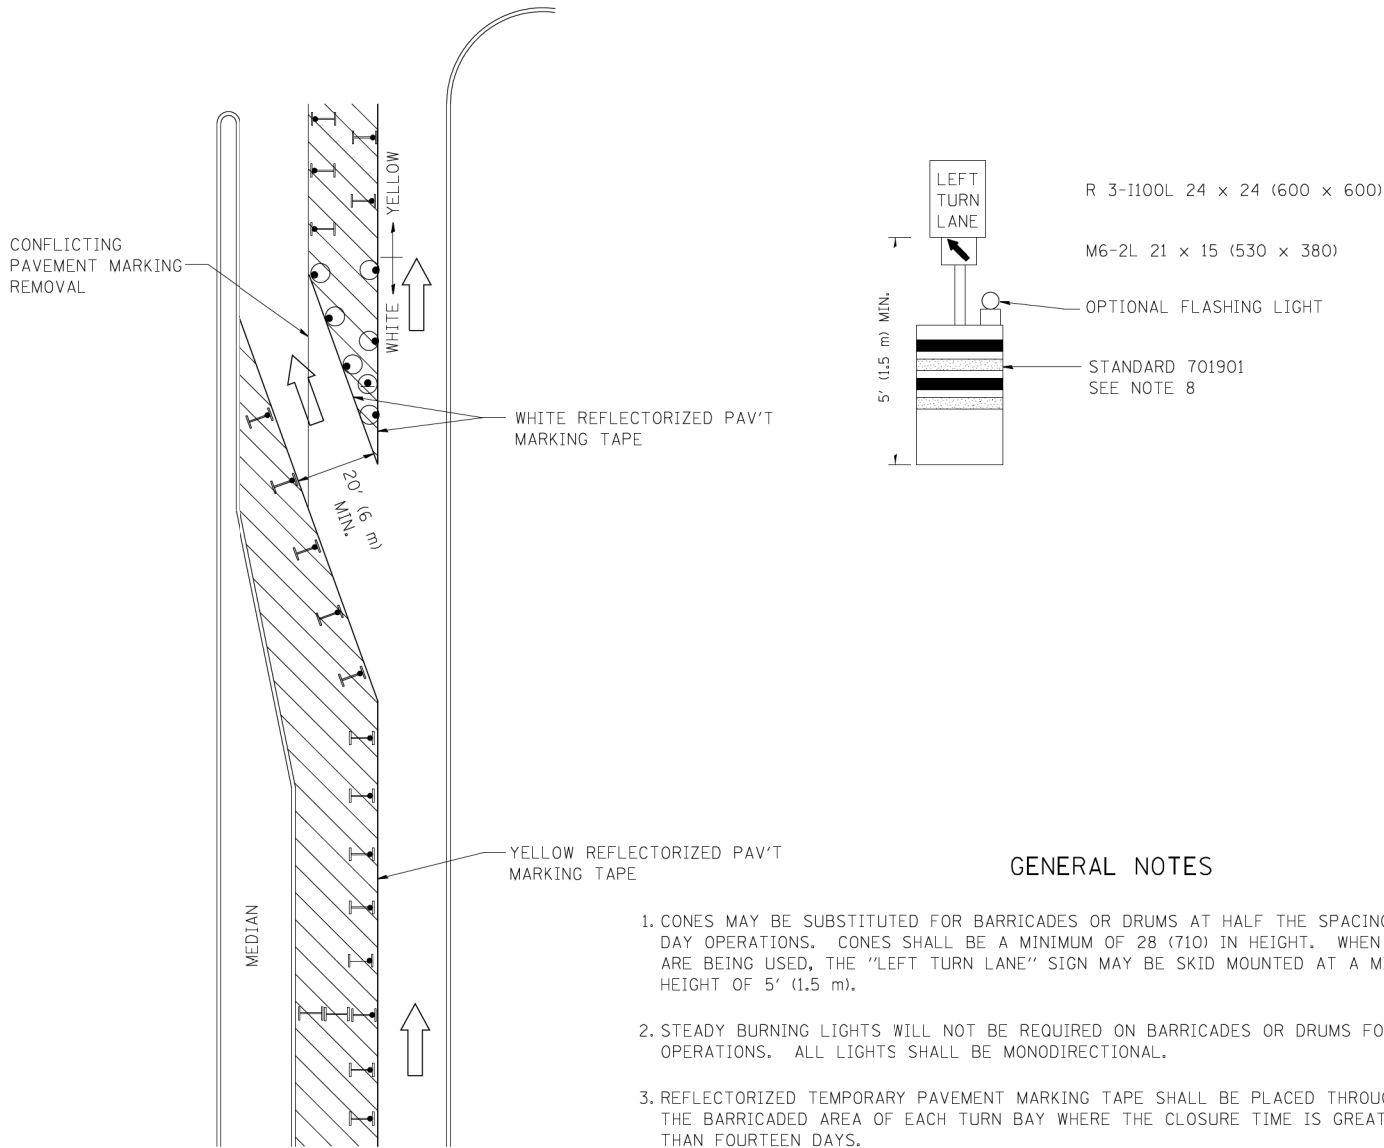 CONFLICTING
PAVEMENT MARKING
REMOVAL
YELLOW
WHITE
WHITE REFLECTORIZED PAV'T
MARKING TAPE
20' (6 m)
MIN.
YELLOW REFLECTORIZED PAV'T
MARKING TAPE
MEDIAN
LEFT
TURN
LANE
5' (1.5 m) MIN.
R 3-I100L 24 x 24 (600 x 600)
M6-2L 21 x 15 (530 x 380)
OPTIONAL FLASHING LIGHT
STANDARD 701901
SEE NOTE 8
GENERAL NOTES
1. CONES MAY BE SUBSTITUTED FOR BARRICADES OR DRUMS AT HALF THE SPACING
DAY OPERATIONS. CONES SHALL BE A MINIMUM OF 28 (710) IN HEIGHT. WHEN
ARE BEING USED, THE "LEFT TURN LANE" SIGN MAY BE SKID MOUNTED AT A
HEIGHT OF 5' (1.5 m).
2. STEADY BURNING LIGHTS WILL NOT BE REQUIRED ON BARRICADES OR DRUMS
OPERATIONS. ALL LIGHTS SHALL BE MONODIRECTIONAL.
3. REFLECTORIZED TEMPORARY PAVEMENT MARKING TAPE SHALL BE PLACED
THE BARRICADED AREA OF EACH TURN BAY WHERE THE CLOSURE TIME IS
THAN FOURTEEN DAYS.